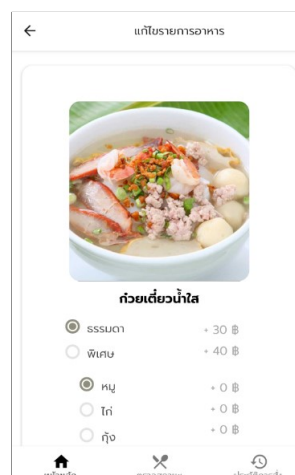 แก้ไขรายการอาหาร
ก๋วยเตี๋ยวน้ำใส
ธรรมดา + 30 ฿
พิเศษ + 40 ฿
หมู + 0 ฿
ไก่ + 0 ฿
กุ้ง + 0 ฿